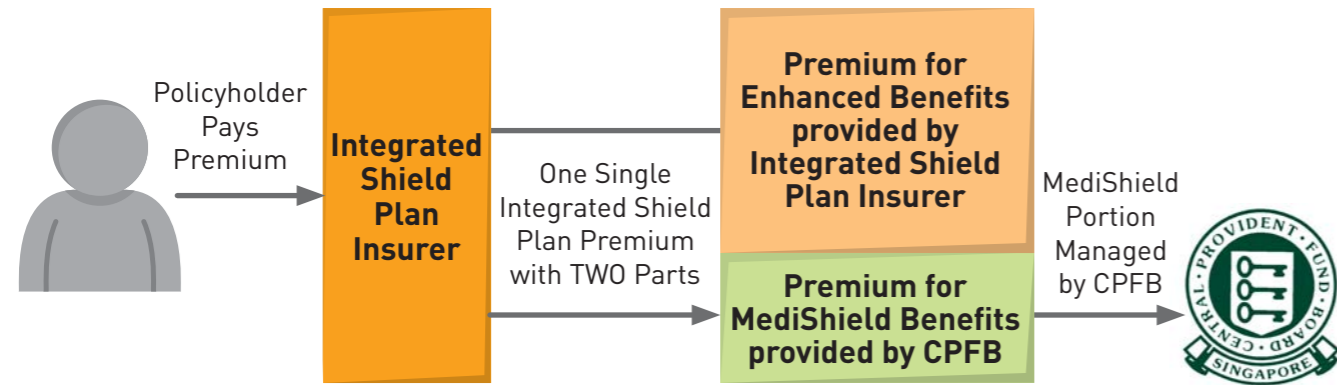 Policyholder
Pays
Premium
Integrated
Shield
Plan
Insurer
One Single
Integrated Shield
Plan Premium
with TWO Parts
Premium for
Enhanced Benefits
provided by
Integrated Shield
Plan Insurer
Premium for
MediShield Benefits
provided by CPFB
MediShield
Portion
Managed
by CPFB
CENTRAL · PROVIDENT · FUND · BOARD
SINGAPORE